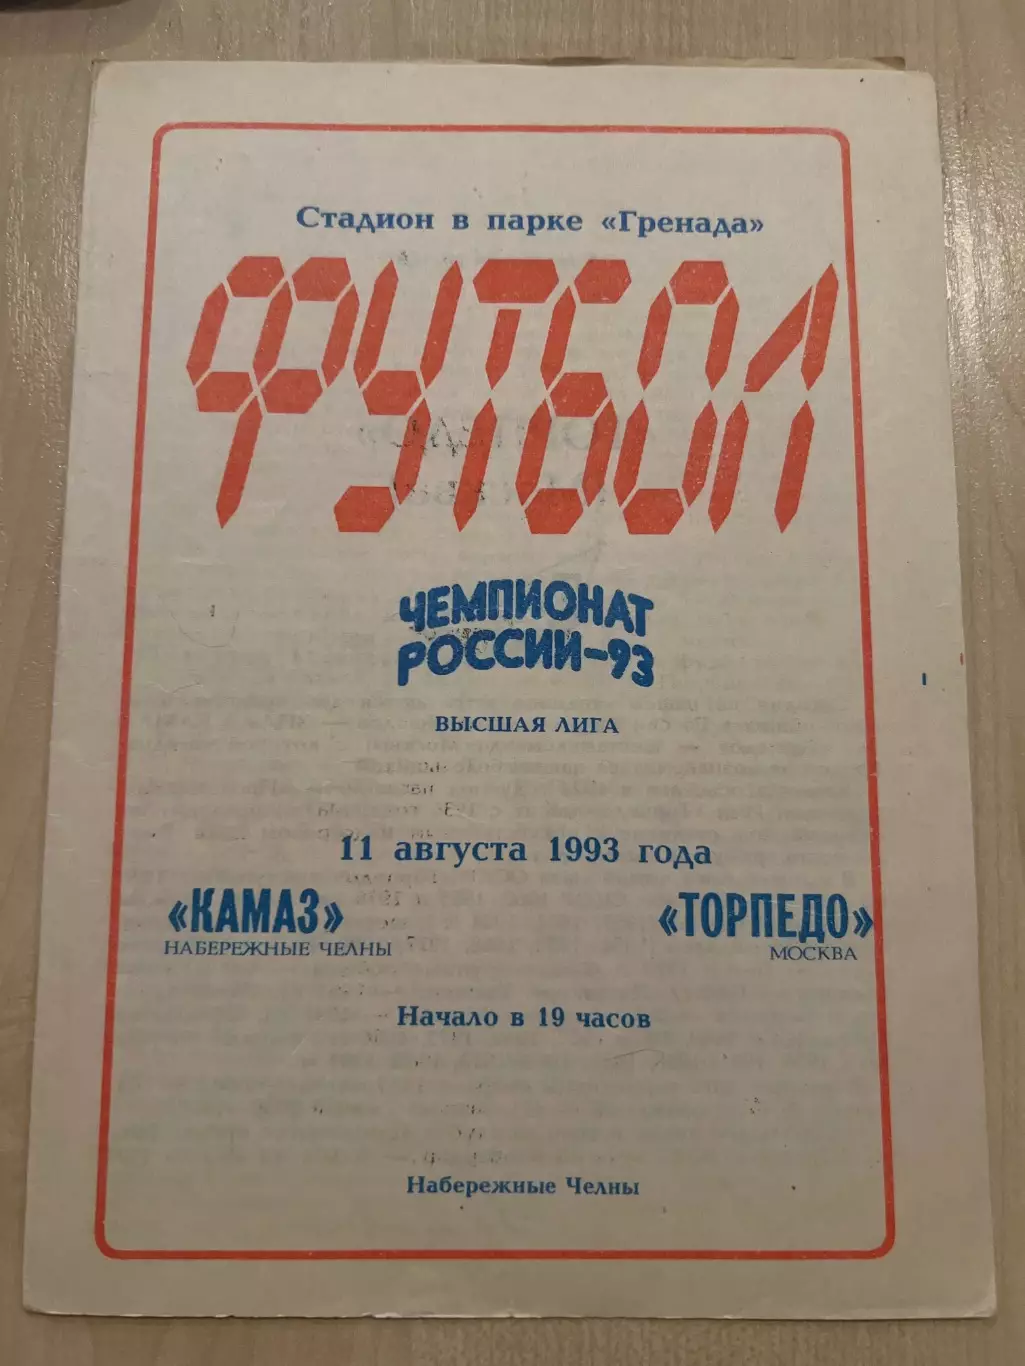 Стадион в парке «Гренада»
ФУТБОЛ
ЧЕМПИОНАТ
РОССИИ-93
ВЫСШАЯ ЛИГА
11 августа 1993 года
«КАМАЗ» «ТОРПЕДО»
НАБЕРЕЖНЫЕ ЧЕЛНЫ МОСКВА
Начало в 19 часов
Набережные Челны